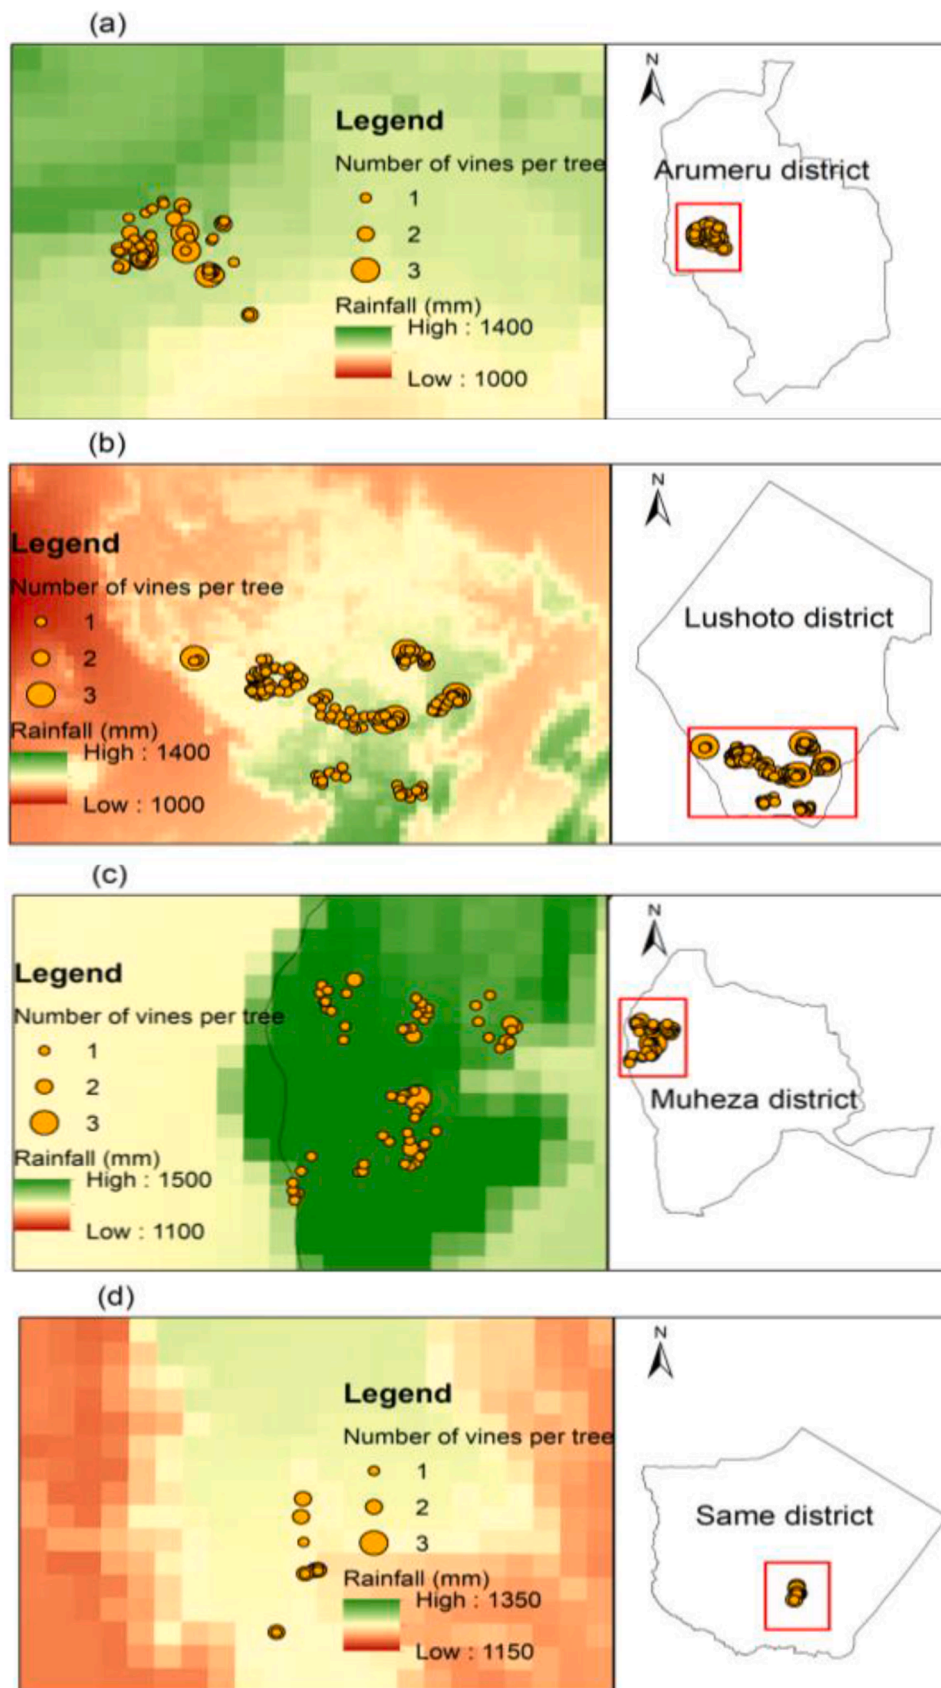 (a)
Legend
Number of vines per tree
1
2
3
Rainfall (mm)
High : 1400
Low : 1000
N
Arumeru district
(b)
Legend
Number of vines per tree
1
2
3
Rainfall (mm)
High : 1400
Low : 1000
N
Lushoto district
(c)
Legend
Number of vines per tree
1
2
3
Rainfall (mm)
High : 1500
Low : 1100
N
Muheza district
(d)
Legend
Number of vines per tree
1
2
3
Rainfall (mm)
High : 1350
Low : 1150
N
Same district